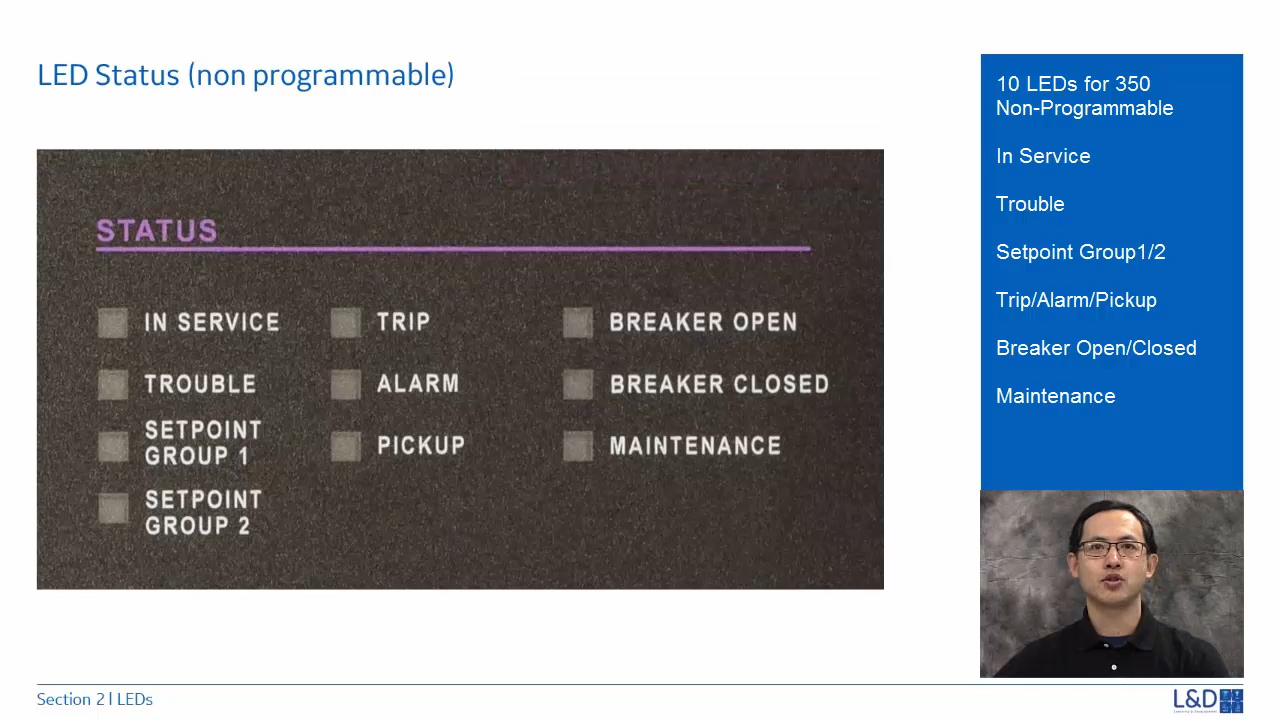 LED Status (non programmable)
STATUS
IN SERVICE
TROUBLE
SETPOINT
GROUP 1
SETPOINT
GROUP 2
TRIP
ALARM
PICKUP
BREAKER OPEN
BREAKER CLOSED
MAINTENANCE
10 LEDs for 350
Non-Programmable
In Service
Trouble
Setpoint Group1/2
Trip/Alarm/Pickup
Breaker Open/Closed
Maintenance
Section 2 | LEDs
L&D